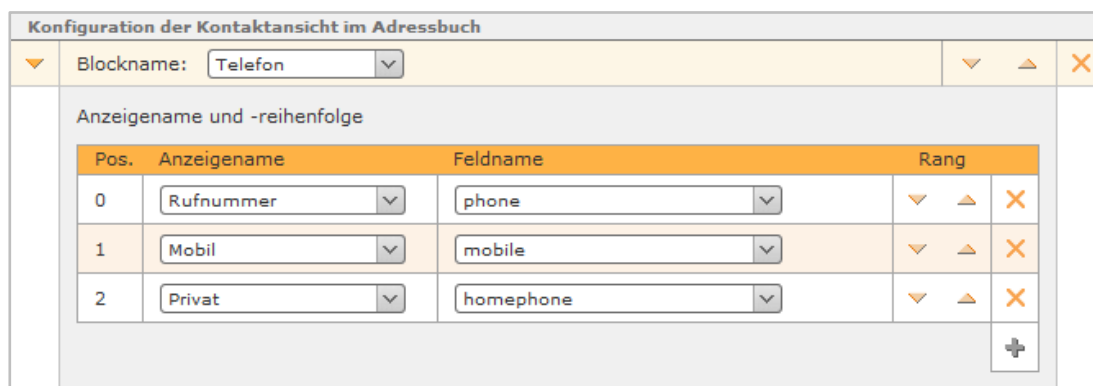 Konfiguration der Kontaktansicht im Adressbuch
Blockname: Telefon
Anzeigename und -reihenfolge
Pos. Anzeigename Feldname Rang
0 Rufnummer phone
1 Mobil mobile
2 Privat homephone